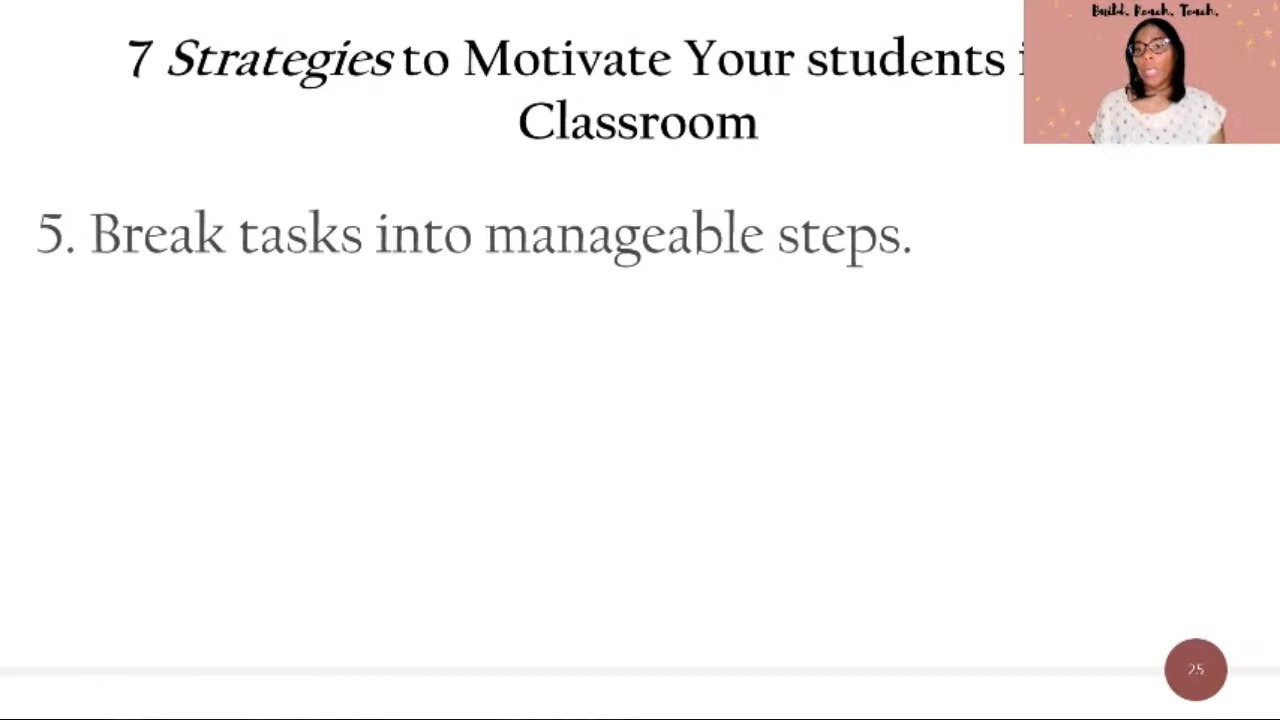 Build. Reach. Teach.
7 Strategies to Motivate Your students
Classroom
5. Break tasks into manageable steps.
25